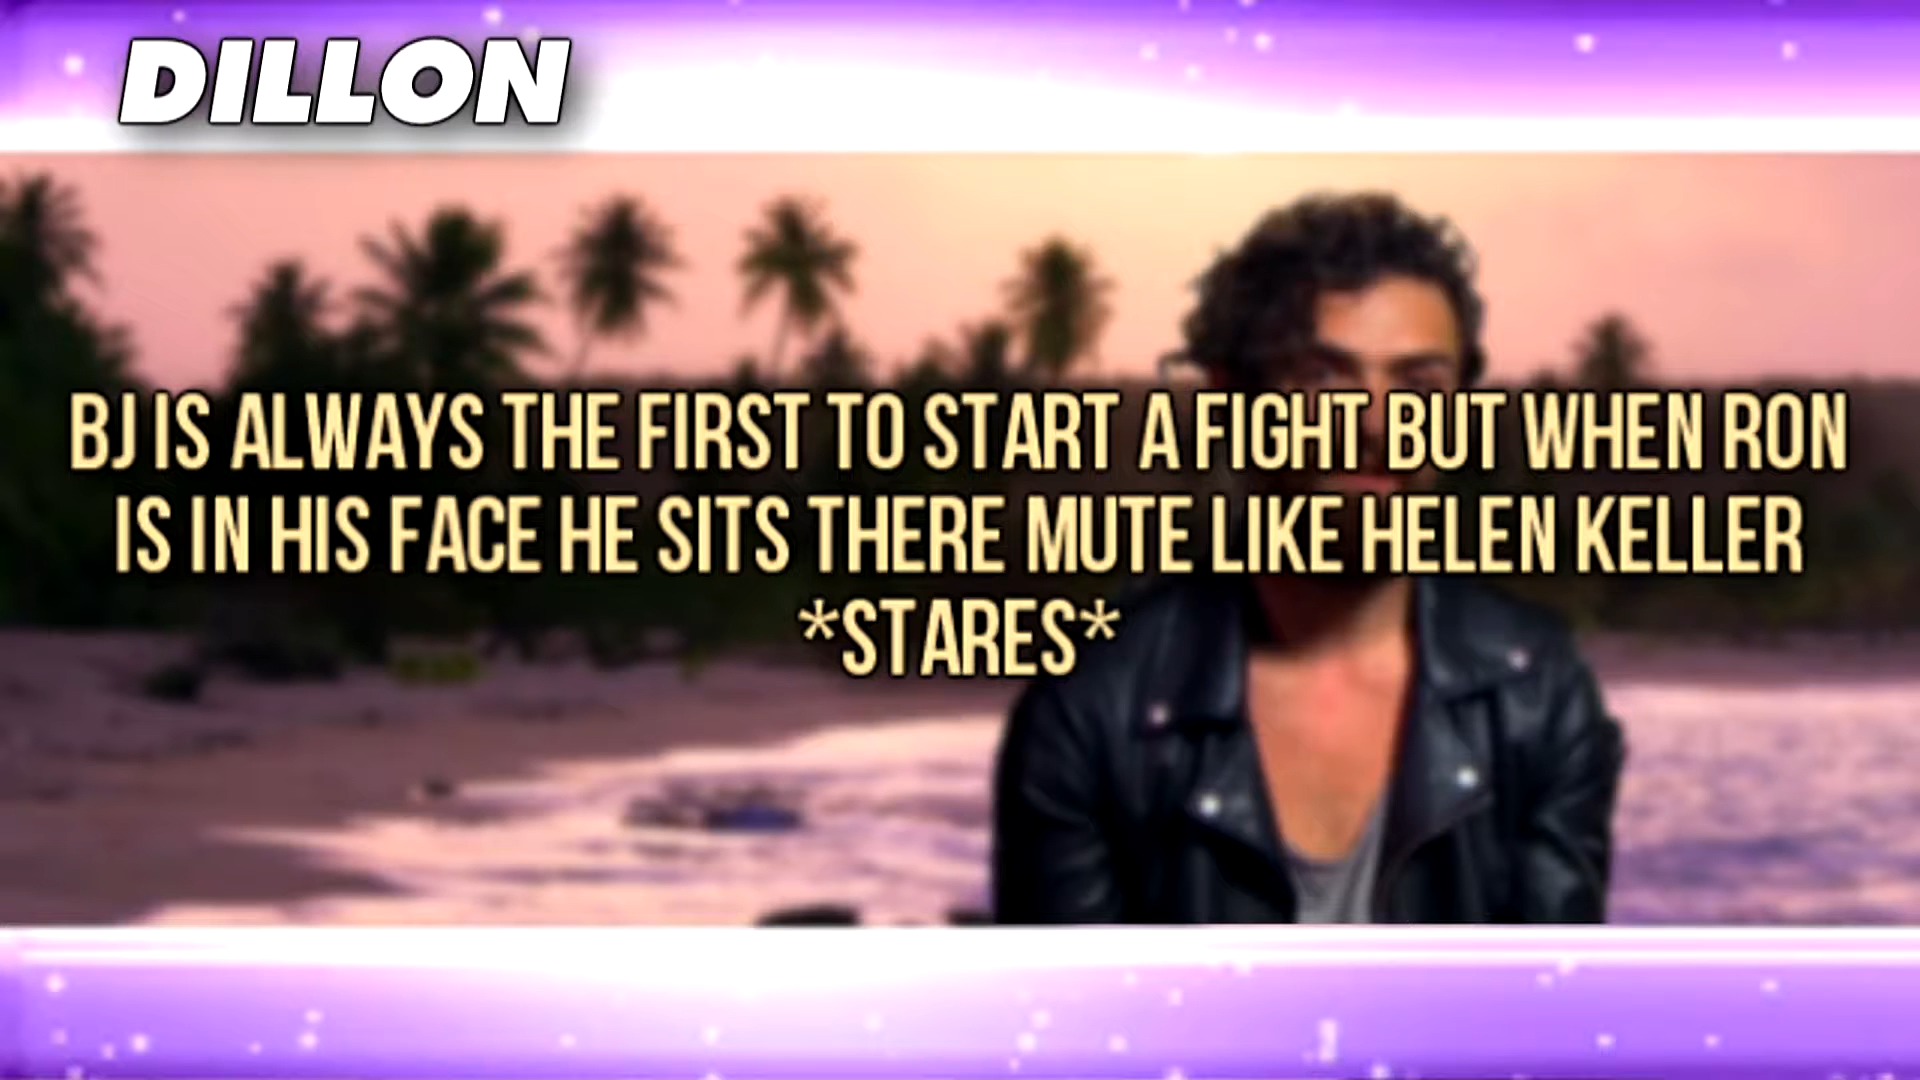 DILLON
BJ IS ALWAYS THE FIRST TO START A FIGHT BUT WHEN RON
IS IN HIS FACE HE SITS THERE MUTE LIKE HELEN KELLER
*STARES*